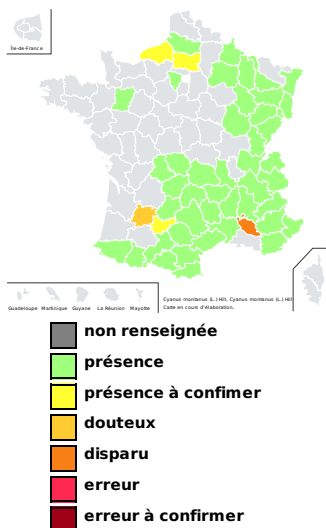 Île-de-France
Guadeloupe Martinique Guyane La Réunion Mayotte
Cyanus montanus (L.) Hill, Cyanus montanus (L.) Hill
Carte en cours d'élaboration.
non renseignée
présence
présence à confimer
douteux
disparu
erreur
erreur à confirmer